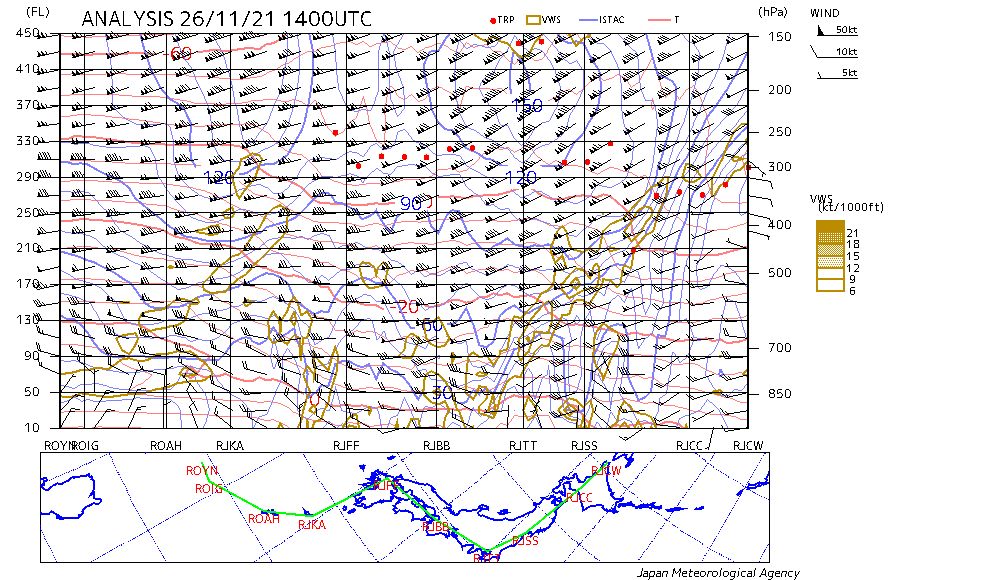 (FL)
ANALYSIS 26/11/21 1400UTC
TRP VWS ISTAC T
(hPa)
WIND
450
410
370
330
290
250
210
170
130
90
50
10
150
200
250
300
400
500
700
850
50kt
10kt
5kt
VWS
(kt/1000ft)
21
18
15
12
9
6
-60
150
120
120
90
-20
60
30
0
ROYN ROIG ROAH RJKA RJFF RJBB RJTT RJSS RJCC RJCW
ROYN
ROIG
ROAH
RJKA
RJBB
RJSS
RJCC
RJCW
Japan Meteorological Agency